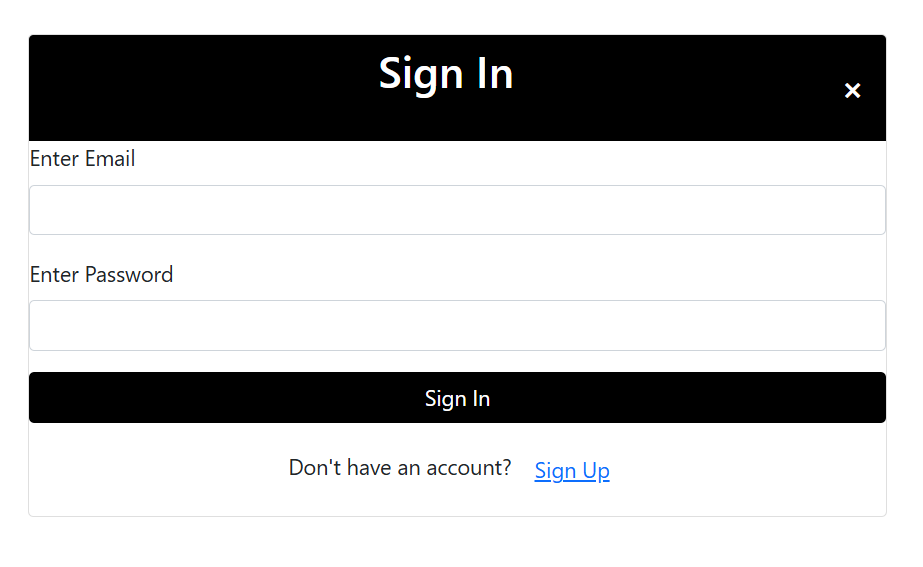 Sign In
×
Enter Email
Enter Password
Sign In
Don't have an account? Sign Up